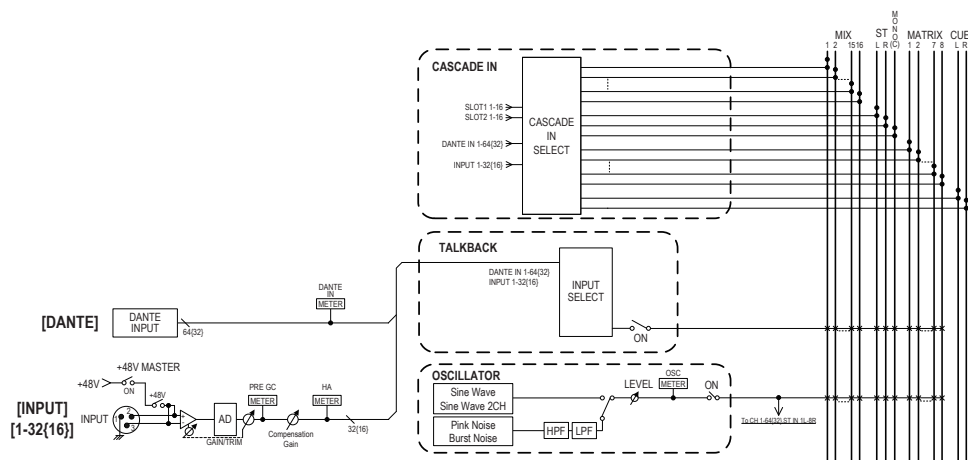 MIX
ST
MONO(C)
MATRIX
CUE
1 2 15 16 L R 1 2 7 8 L R
CASCADE IN
SLOT1 1-16
SLOT2 1-16
DANTE IN 1-64{32}
INPUT 1-32{16}
CASCADE
IN
SELECT
TALKBACK
DANTE IN 1-64{32}
INPUT 1-32{16}
INPUT
SELECT
ON
[DANTE]
DANTE
INPUT
64{32}
DANTE
IN
METER
OSCILLATOR
Sine Wave
Sine Wave 2CH
Pink Noise
Burst Noise
HPF
LPF
LEVEL
OSC
METER
ON
To CH 1-64{32},ST IN 1L-8R
+48V MASTER
+48V
ON
+48V
[INPUT]
[1-32{16}]
INPUT
1
2
3
AD
GAIN/TRIM
PRE GC
METER
Compensation
Gain
HA
METER
32{16}